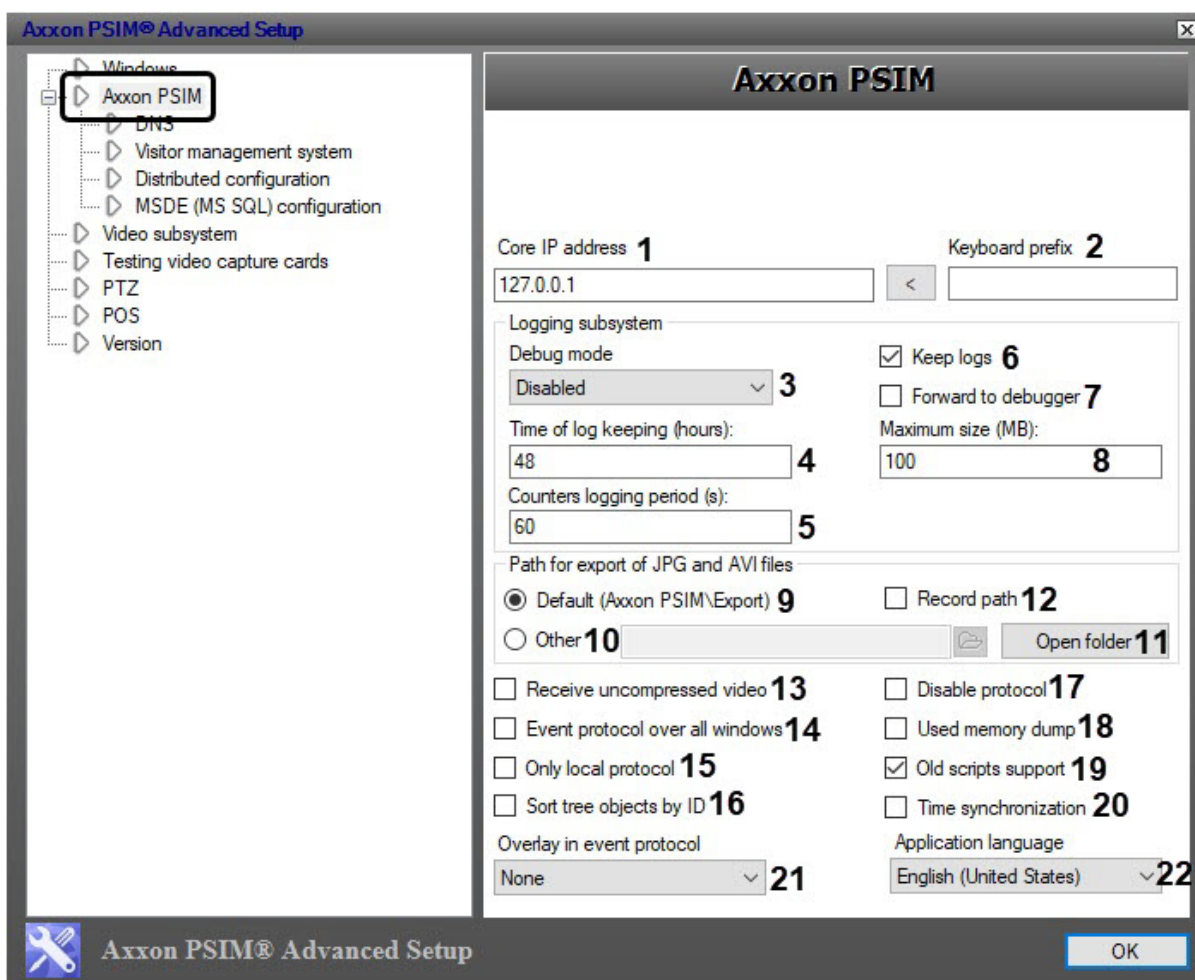 Axxon PSIM® Advanced Setup
Windows
Axxon PSIM
DNS
Visitor management system
Distributed configuration
MSDE (MS SQL) configuration
Video subsystem
Testing video capture cards
PTZ
POS
Version
Axxon PSIM
Core IP address 1
Keyboard prefix 2
127.0.0.1
<
Logging subsystem
Debug mode
Keep logs 6
Disabled 3
Forward to debugger 7
Time of log keeping (hours):
Maximum size (MB):
48 4
100 8
Counters logging period (s):
60 5
Path for export of JPG and AVI files
Default (Axxon PSIM\Export) 9
Record path 12
Other 10
Open folder 11
Receive uncompressed video 13
Disable protocol 17
Event protocol over all windows 14
Used memory dump 18
Only local protocol 15
Old scripts support 19
Sort tree objects by ID 16
Time synchronization 20
Overlay in event protocol
Application language
None 21
English (United States) 22
Axxon PSIM® Advanced Setup
OK